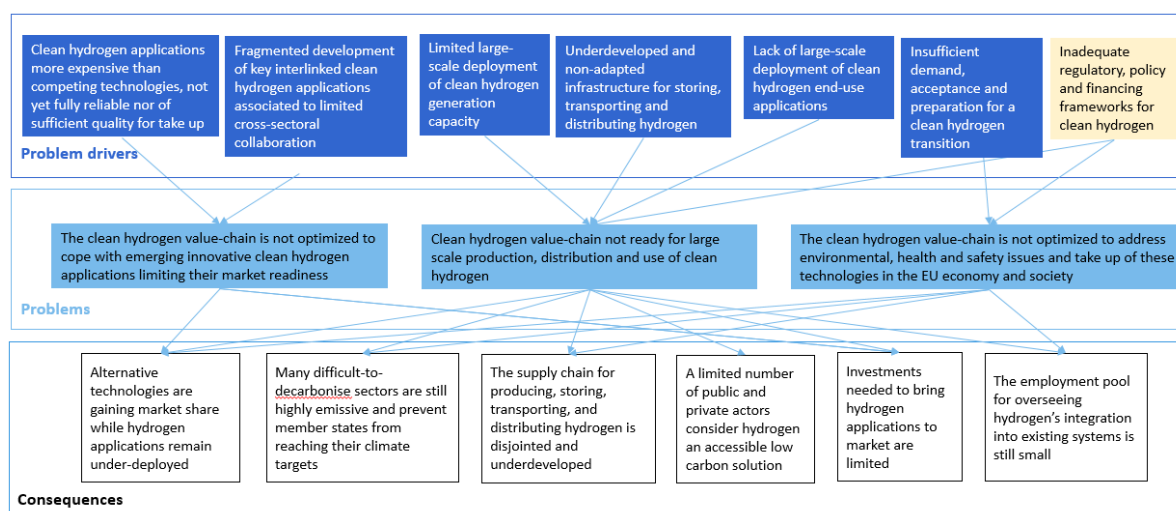 Clean hydrogen applications
more expensive than
competing technologies, not
yet fully reliable nor of
sufficient quality for take up
Fragmented development
of key interlinked clean
hydrogen applications
associated to limited
cross-sectoral
collaboration
Limited large-
scale deployment
of clean hydrogen
generation
capacity
Underdeveloped and
non-adapted
infrastructure for storing,
transporting and
distributing hydrogen
Lack of large-scale
deployment of clean
hydrogen end-use
applications
Insufficient
demand,
acceptance and
preparation for a
clean hydrogen
transition
Inadequate
regulatory, policy
and financing
frameworks for
clean hydrogen
Problem drivers
The clean hydrogen value-chain is not optimized to
cope with emerging innovative clean hydrogen
applications limiting their market readiness
Clean hydrogen value-chain not ready for large
scale production, distribution and use of clean
hydrogen
The clean hydrogen value-chain is not optimized to address
environmental, health and safety issues and take up of these
technologies in the EU economy and society
Problems
Alternative
technologies are
gaining market share
while hydrogen
applications remain
under-deployed
Many difficult-to-
decarbonise sectors are still
highly emissive and prevent
member states from
reaching their climate
targets
The supply chain for
producing, storing,
transporting, and
distributing hydrogen is
disjointed and
underdeveloped
A limited number
of public and
private actors
consider hydrogen
an accessible low
carbon solution
Investments
needed to bring
hydrogen
applications to
market are
limited
The employment pool
for overseeing
hydrogen's integration
into existing systems is
still small
Consequences